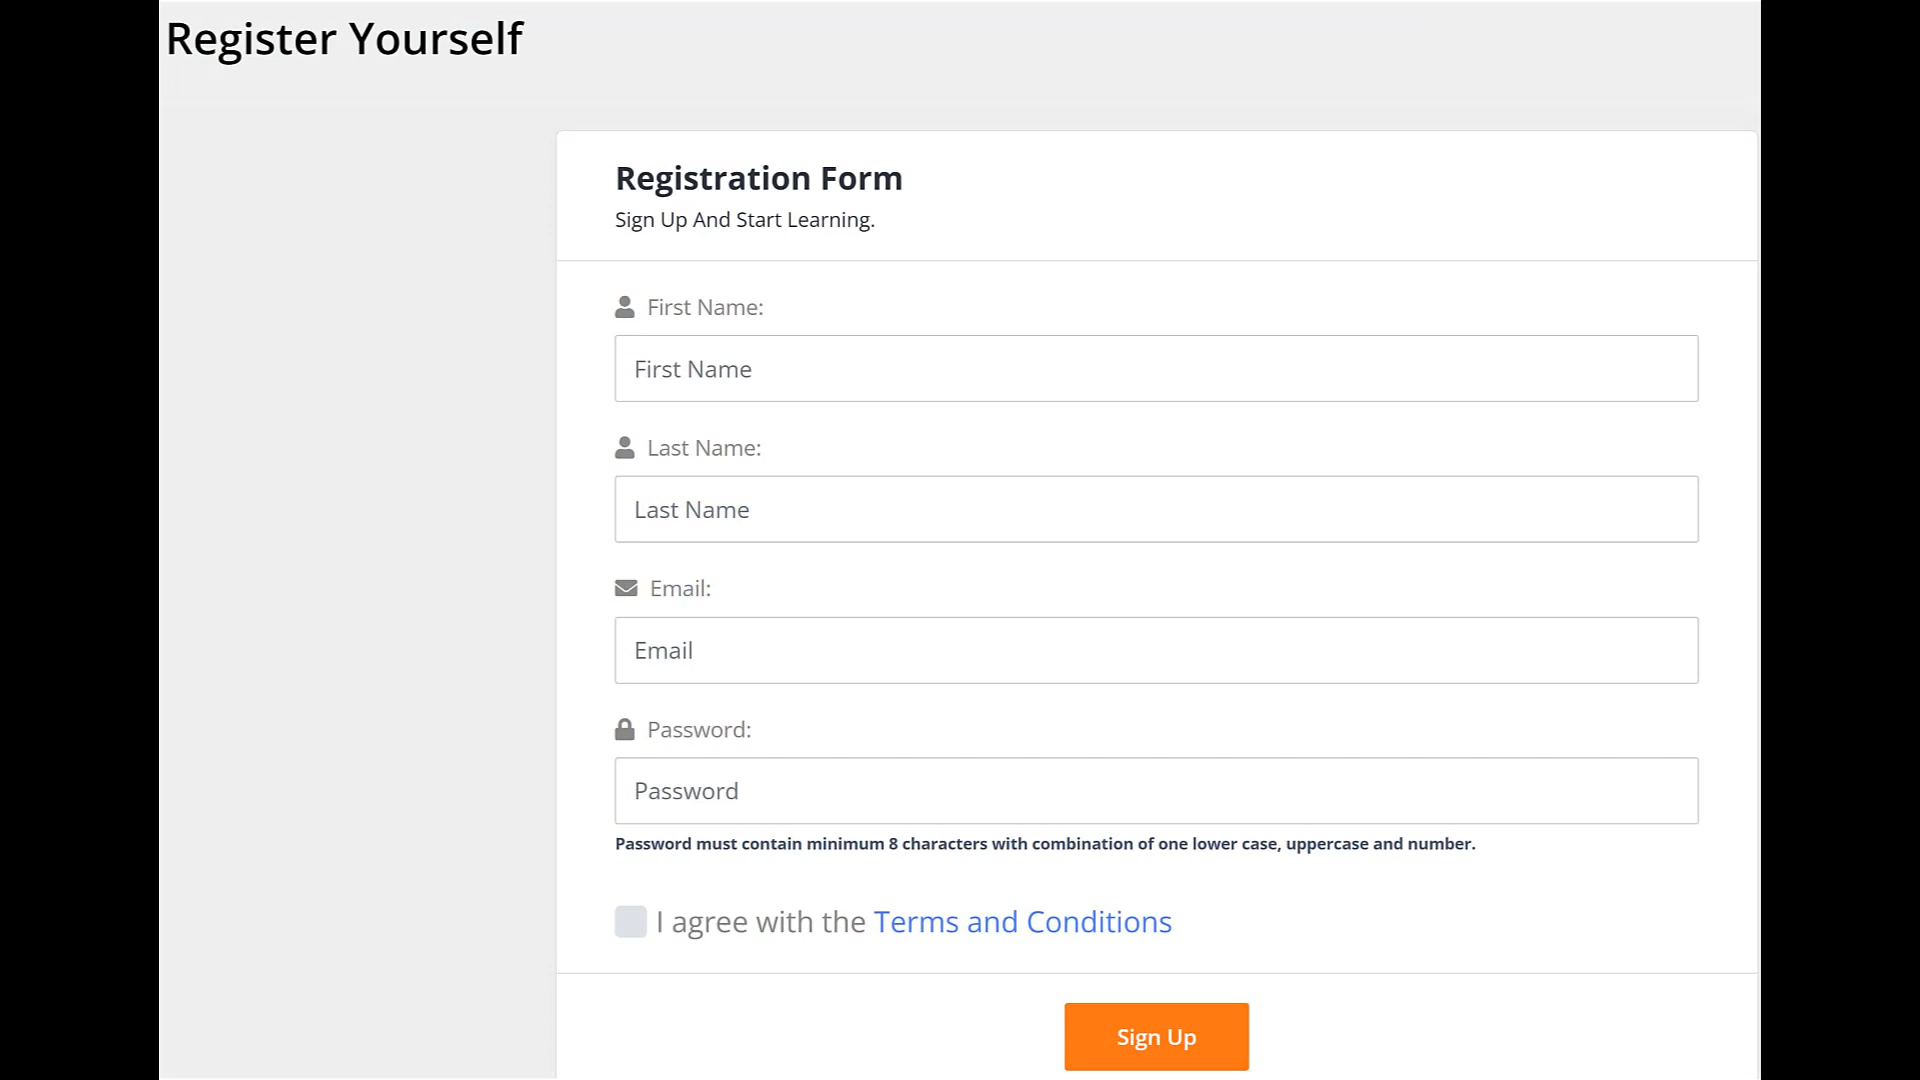 Register Yourself
Registration Form
Sign Up And Start Learning.
First Name:
First Name
Last Name:
Last Name
Email:
Email
Password:
Password
Password must contain minimum 8 characters with combination of one lower case, uppercase and number.
I agree with the Terms and Conditions
Sign Up